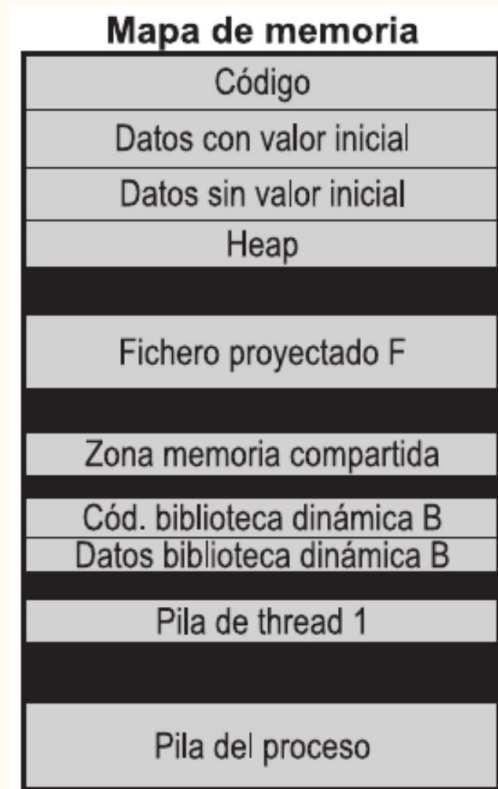 Mapa de memoria
Código
Datos con valor inicial
Datos sin valor inicial
Heap
Fichero proyectado F
Zona memoria compartida
Cód. biblioteca dinámica B
Datos biblioteca dinámica B
Pila de thread 1
Pila del proceso